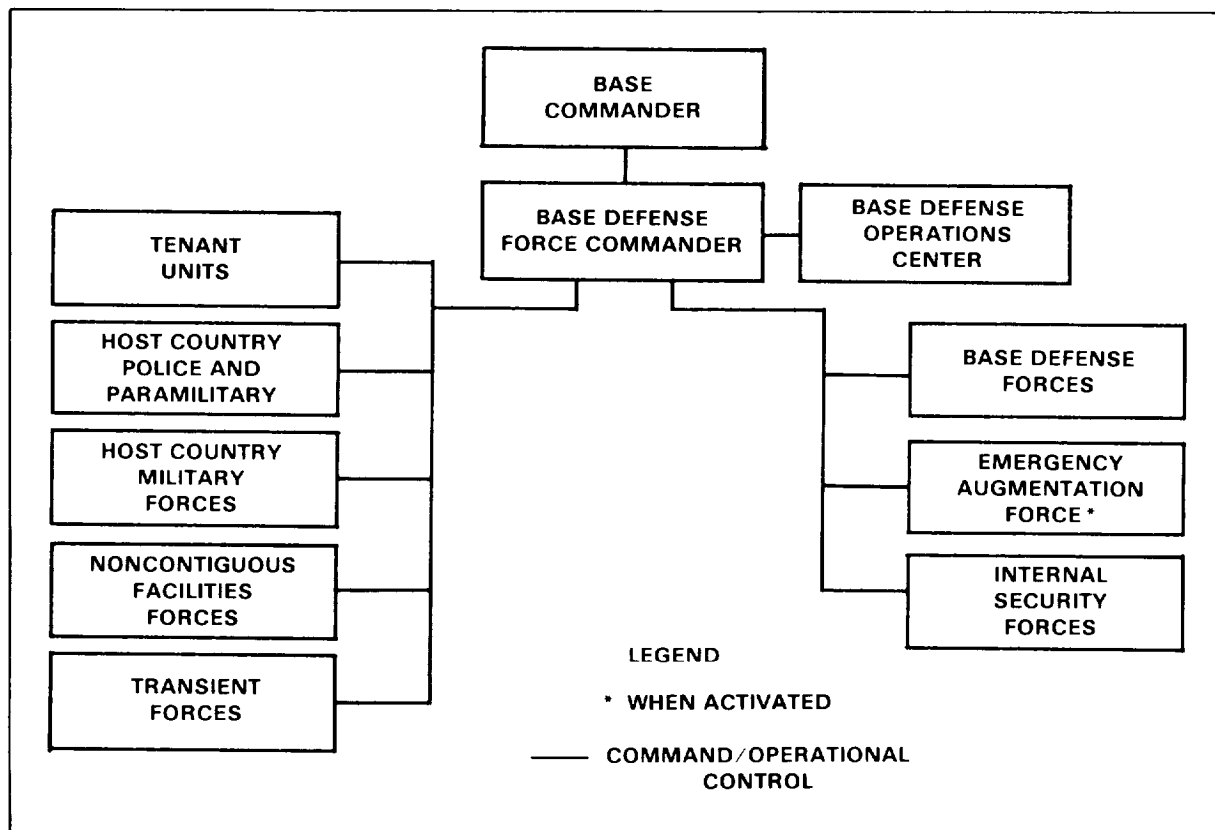 BASE
COMMANDER
BASE DEFENSE
FORCE COMMANDER
BASE DEFENSE
OPERATIONS
CENTER
TENANT
UNITS
HOST COUNTRY
POLICE AND
PARAMILITARY
HOST COUNTRY
MILITARY
FORCES
NONCONTIGUOUS
FACILITIES
FORCES
TRANSIENT
FORCES
BASE DEFENSE
FORCES
EMERGENCY
AUGMENTATION
FORCE *
INTERNAL
SECURITY
FORCES
LEGEND
* WHEN ACTIVATED
COMMAND/OPERATIONAL
CONTROL